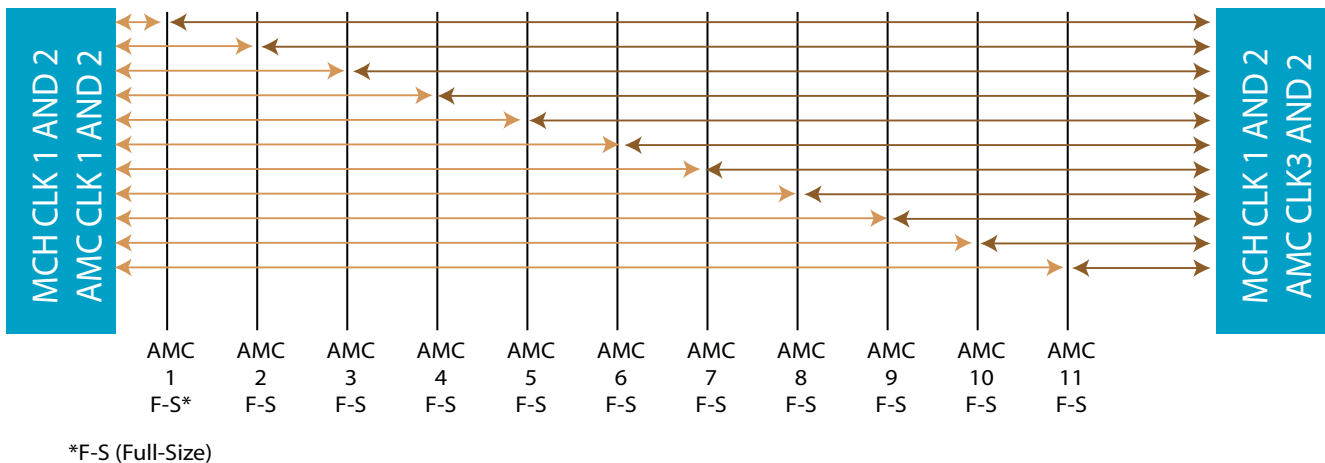 MCH CLK 1 AND 2
AMC CLK 1 AND 2
MCH CLK 1 AND 2
AMC CLK3 AND 2
AMC AMC AMC AMC AMC AMC AMC AMC AMC AMC AMC
1 2 3 4 5 6 7 8 9 10 11
F-S* F-S F-S F-S F-S F-S F-S F-S F-S F-S F-S
*F-S (Full-Size)